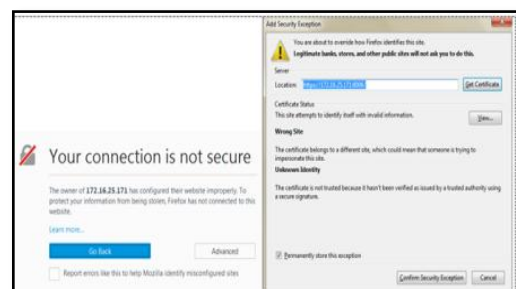 Your connection is not secure
The owner of 172.16.25.171 has configured their website improperly. To
protect your information from being stolen, Firefox has not connected to this
website.
Learn more...
Go Back
Advanced
Report errors like this to help Mozilla identify misconfigured sites
Add Security Exception
You are about to override how Firefox identifies this site.
Legitimate banks, stores, and other public sites will not ask you to do this.
Server
Location:
Get Certificate
Certificate Status
This site attempts to identify itself with invalid information.
View...
Wrong Site
The certificate belongs to a different site, which could mean that someone is trying to
impersonate this site.
Unknown Identity
The certificate is not trusted because it hasn't been verified as issued by a trusted authority using
a secure signature.
Permanently store this exception
Confirm Security Exception
Cancel